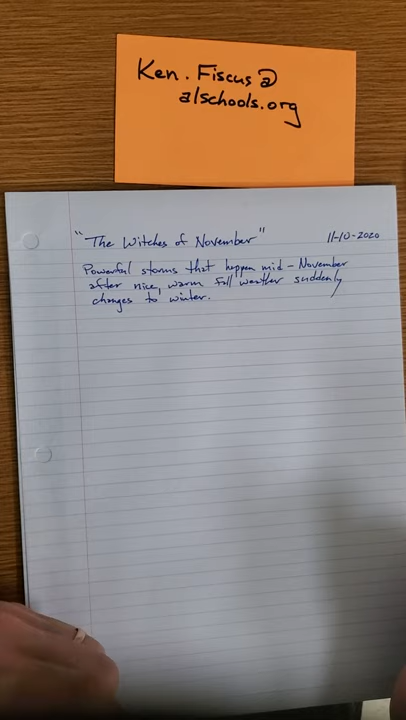 Ken.Fiscus@
alschools.org
"The Witches of November" 11-10-2020
Powerful storms that happen mid-November
after nice, warm fall weather suddenly
changes to winter.